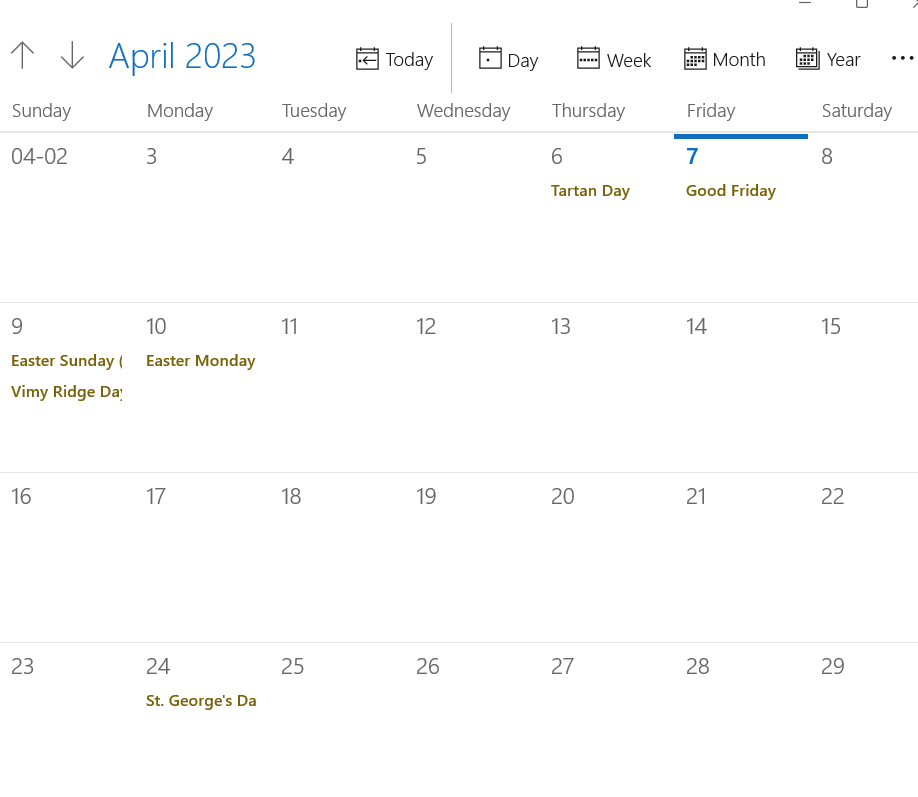 April 2023 Today Day Week Month Year
Sunday Monday Tuesday Wednesday Thursday Friday Saturday
04-02 3 4 5 6 7 8
Tartan Day Good Friday
9 10 11 12 13 14 15
Easter Sunday ( Easter Monday
Vimy Ridge Day
16 17 18 19 20 21 22
23 24 25 26 27 28 29
St. George's Da